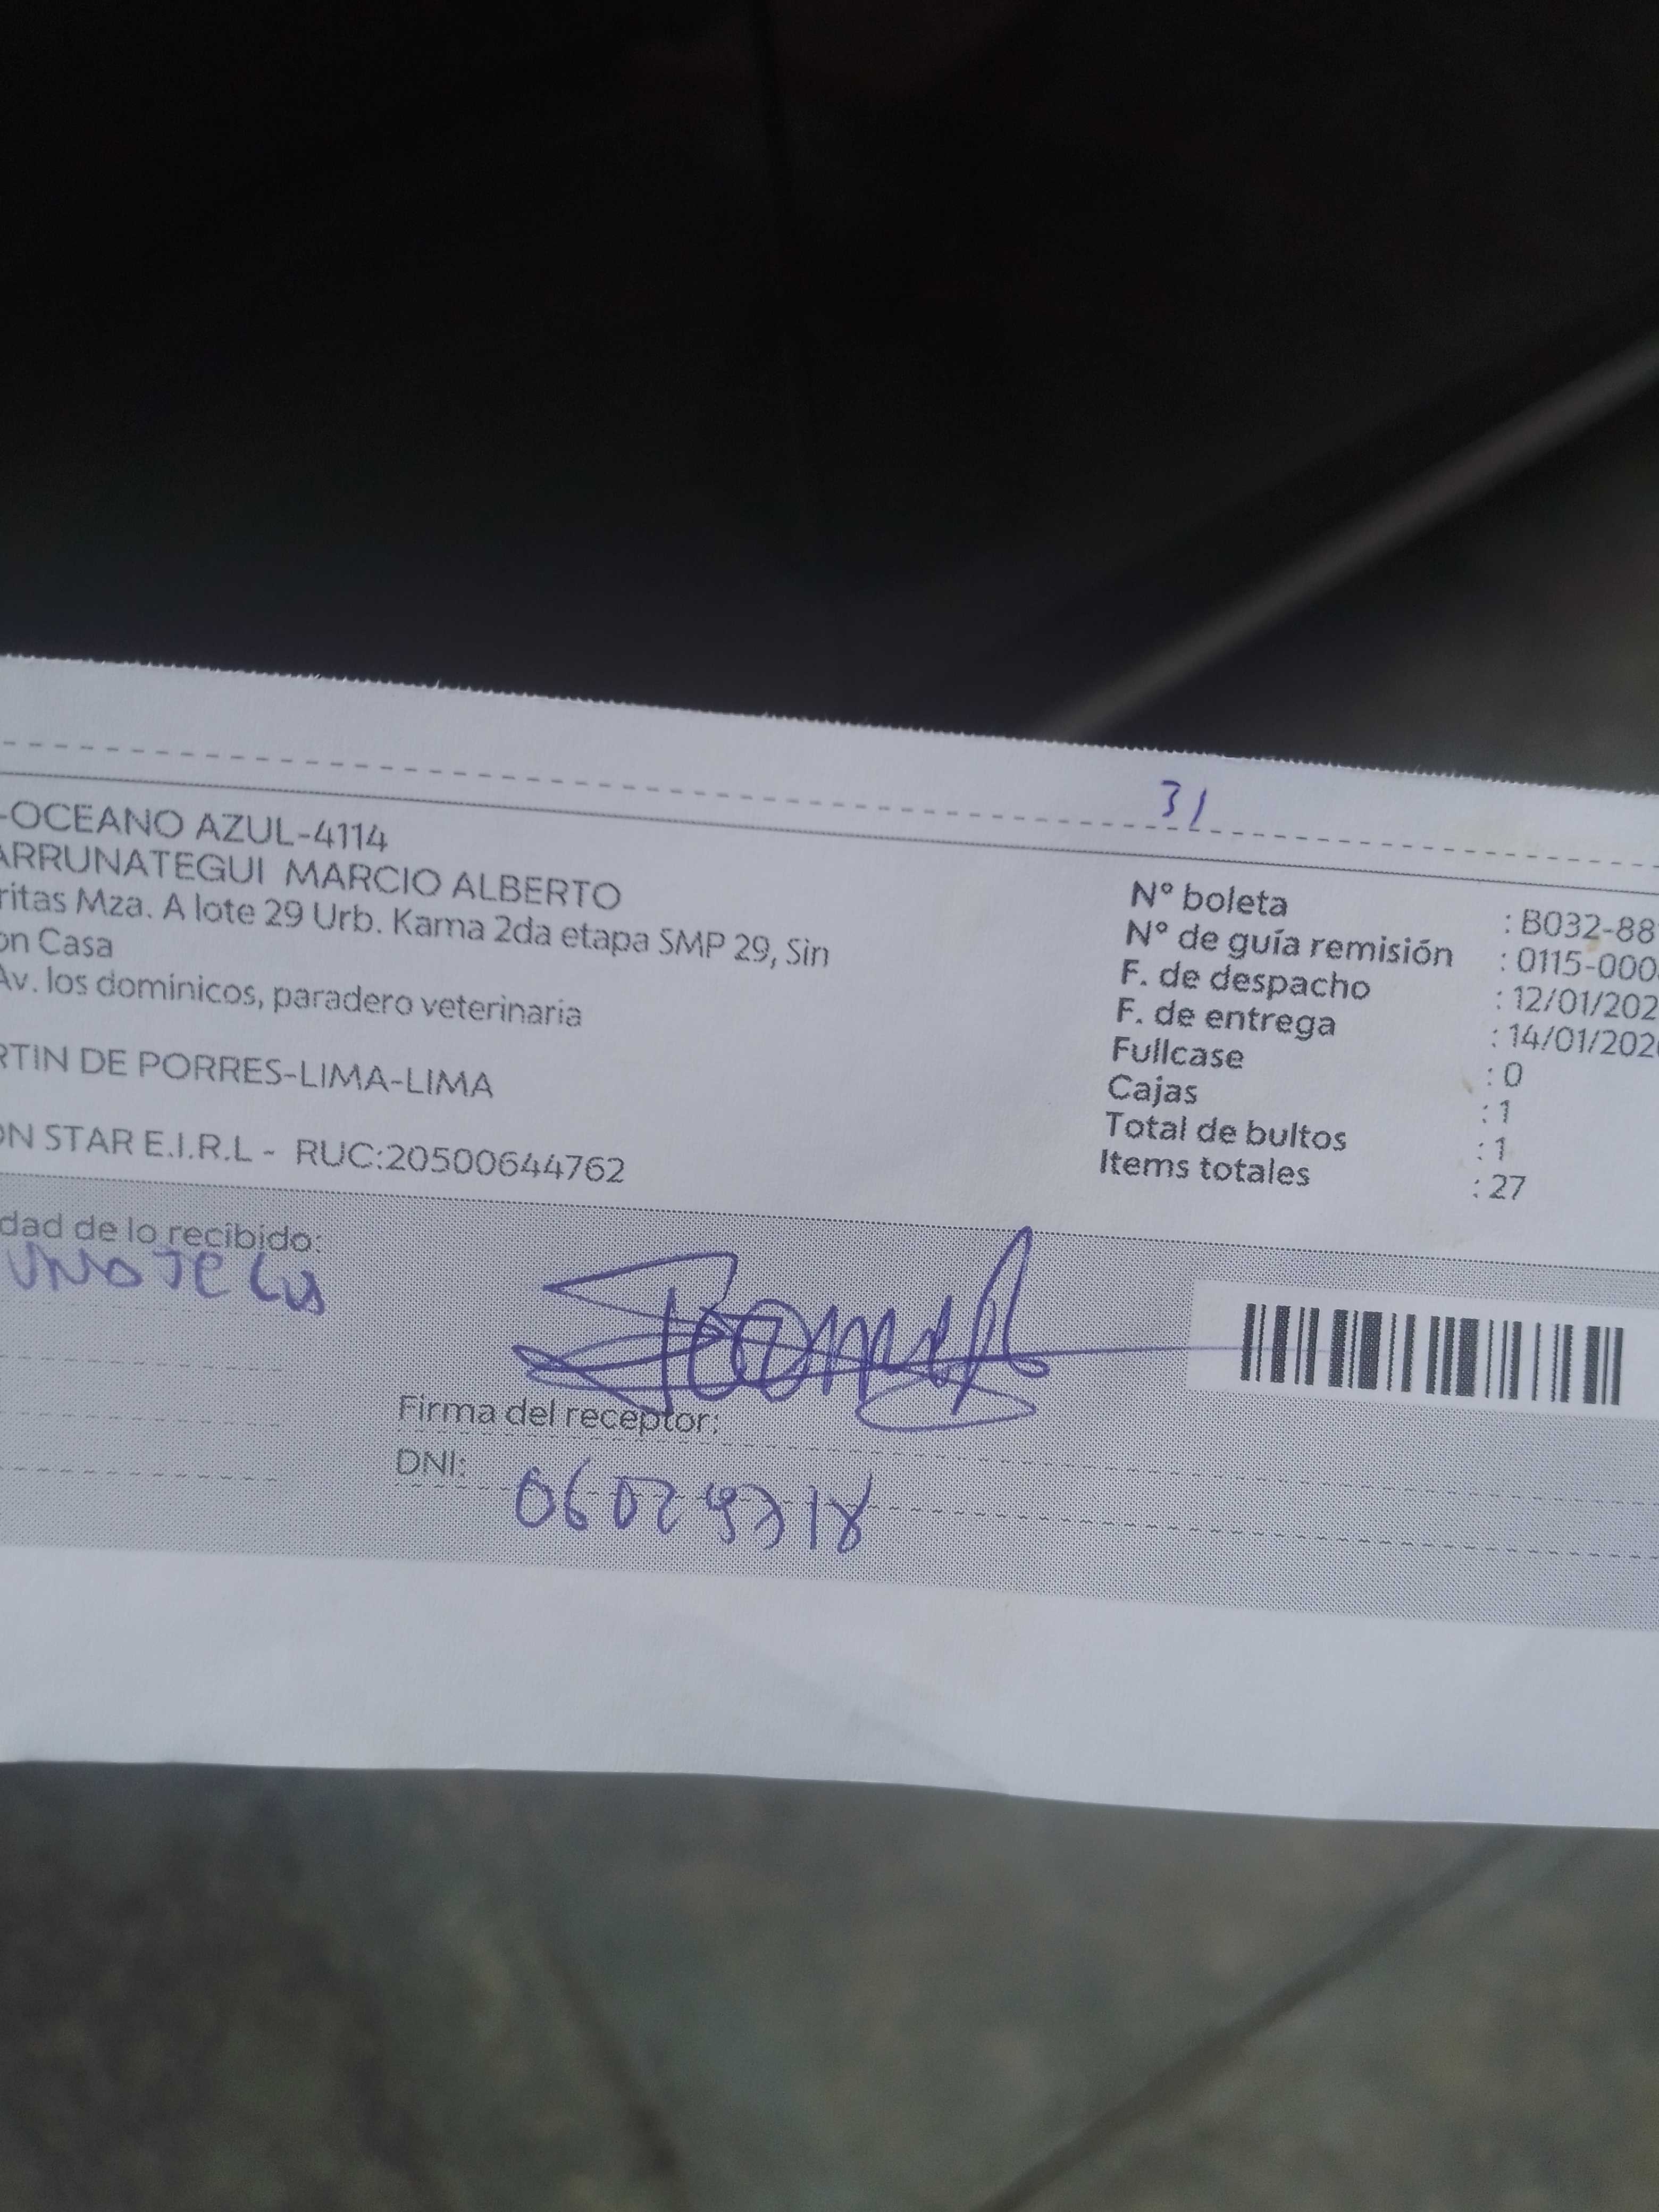 31
-OCEANO AZUL-4114
ARRUNATEGUI MARCIO ALBERTO
ritas Mza. A lote 29 Urb. Kama 2da etapa SMP 29, Sin
on Casa
Av. los dominicos, paradero veterinaria
RTIN DE PORRES-LIMA-LIMA
ON STAR E.I.R.L - RUC:20500644762
N° boleta : B032-88
N° de guía remisión : 0115-000
F. de despacho : 12/01/202
F. de entrega : 14/01/202
Fullcase : 0
Cajas : 1
Total de bultos : 1
Items totales : 27
dad de lo recibido:
Firma del receptor:
DNI: